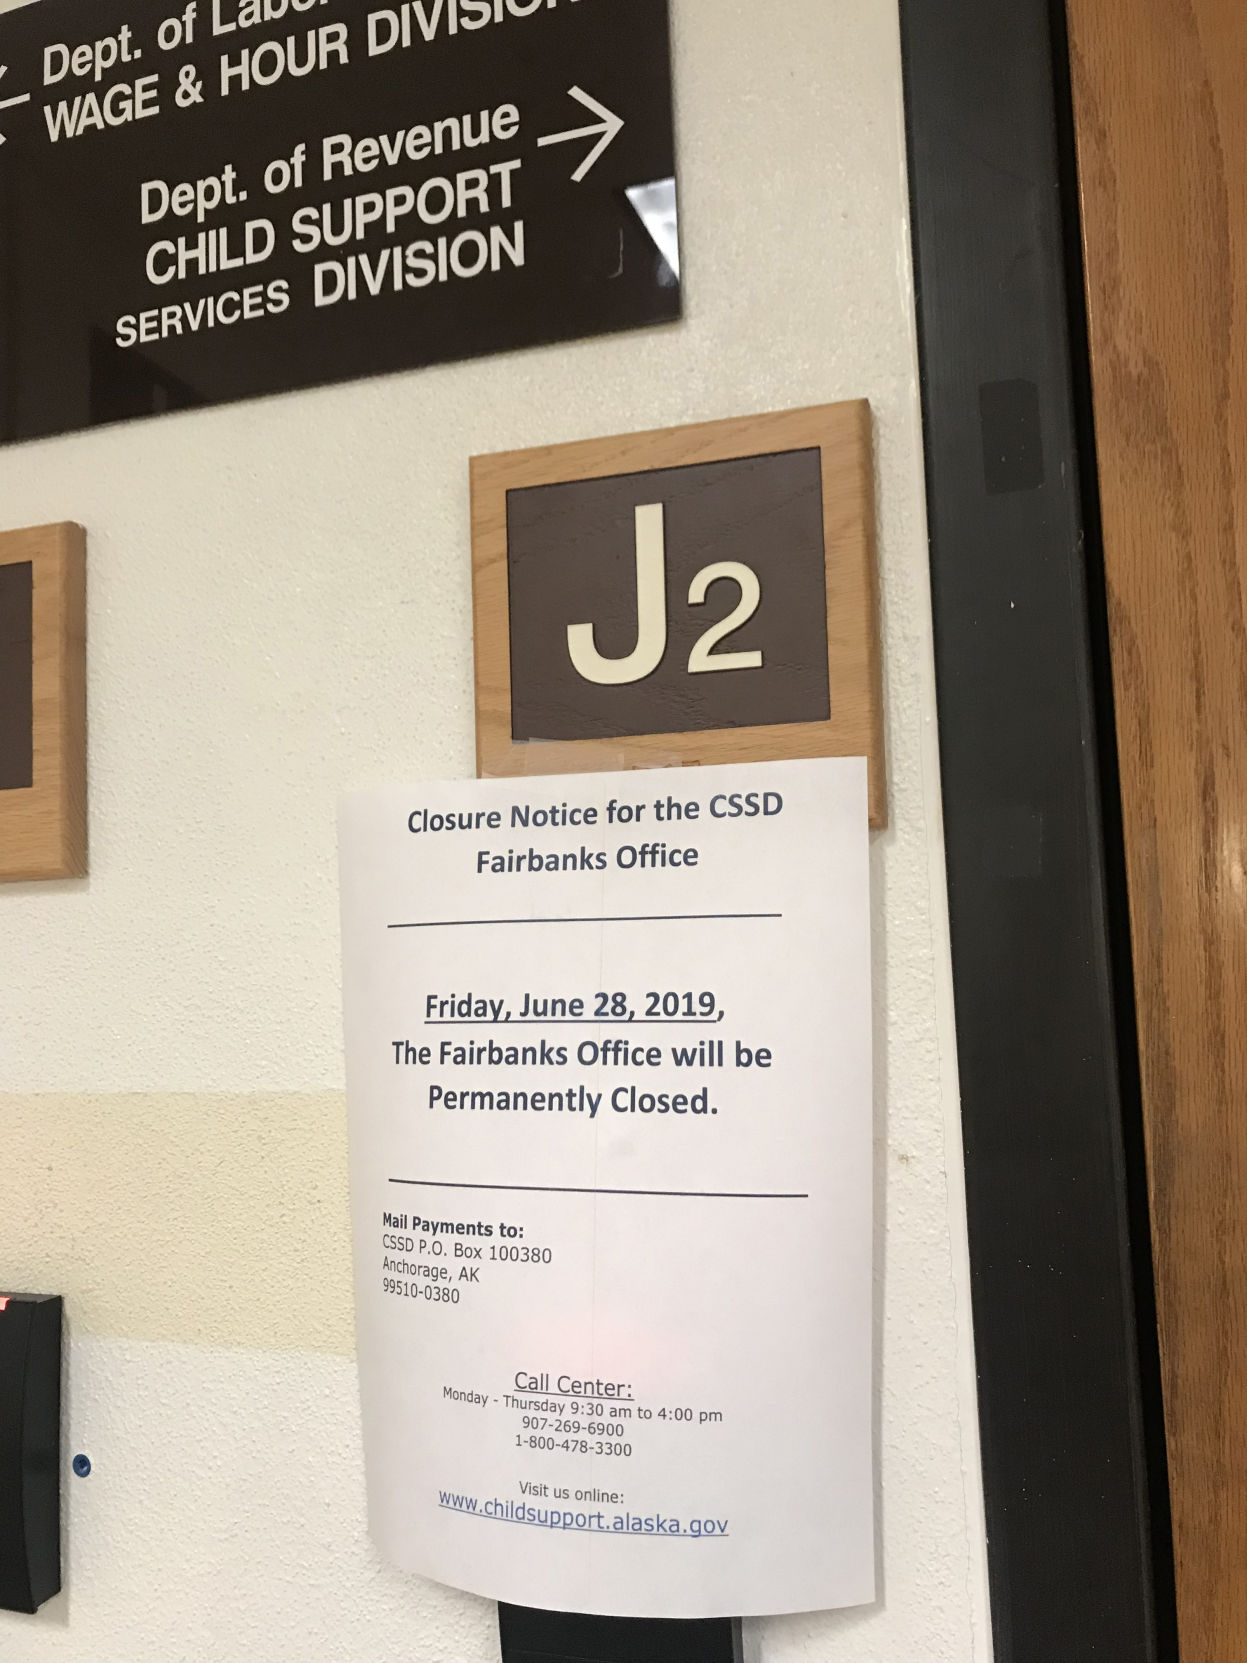 Dept. of Labor
WAGE & HOUR DIVISION
Dept. of Revenue
CHILD SUPPORT
SERVICES DIVISION
J2
Closure Notice for the CSSD
Fairbanks Office
Friday, June 28, 2019,
The Fairbanks Office will be
Permanently Closed.
Mail Payments to:
CSSD P.O. Box 100380
Anchorage, AK
99510-0380
Call Center:
Monday - Thursday 9:30 am to 4:00 pm
907-269-6900
1-800-478-3300
Visit us online:
www.childsupport.alaska.gov